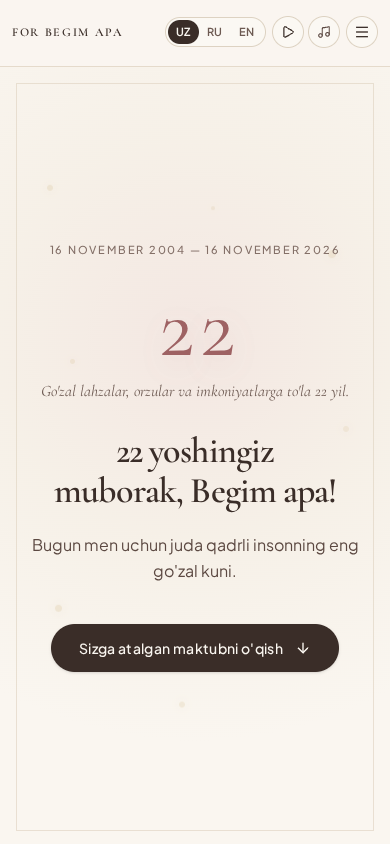 FOR BEGIM APA
UZ RU EN
16 NOVEMBER 2004 — 16 NOVEMBER 2026
22
Go'zal lahzalar, orzular va imkoniyatlarga to'la 22 yil.
22 yoshingiz
muborak, Begim apa!
Bugun men uchun juda qadrli insonning eng
go'zal kuni.
Sizga atalgan maktubni o'qish